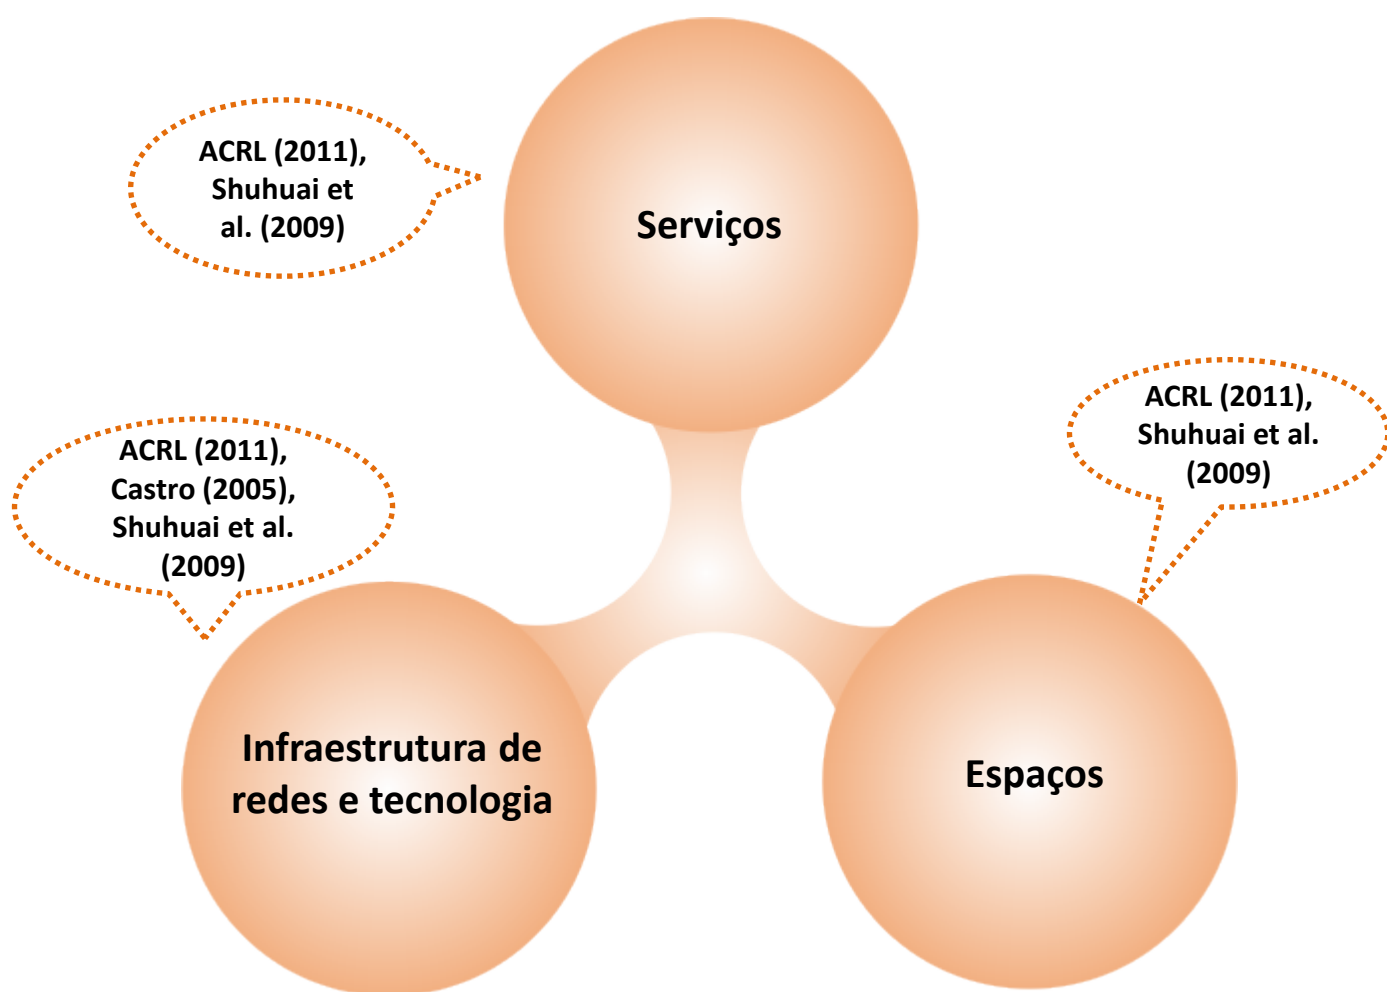 ACRL (2011),
Shuhuai et
al. (2009)
Serviços
ACRL (2011),
Shuhuai et al.
(2009)
ACRL (2011),
Castro (2005),
Shuhuai et al.
(2009)
Infraestrutura de
redes e tecnologia
Espaços